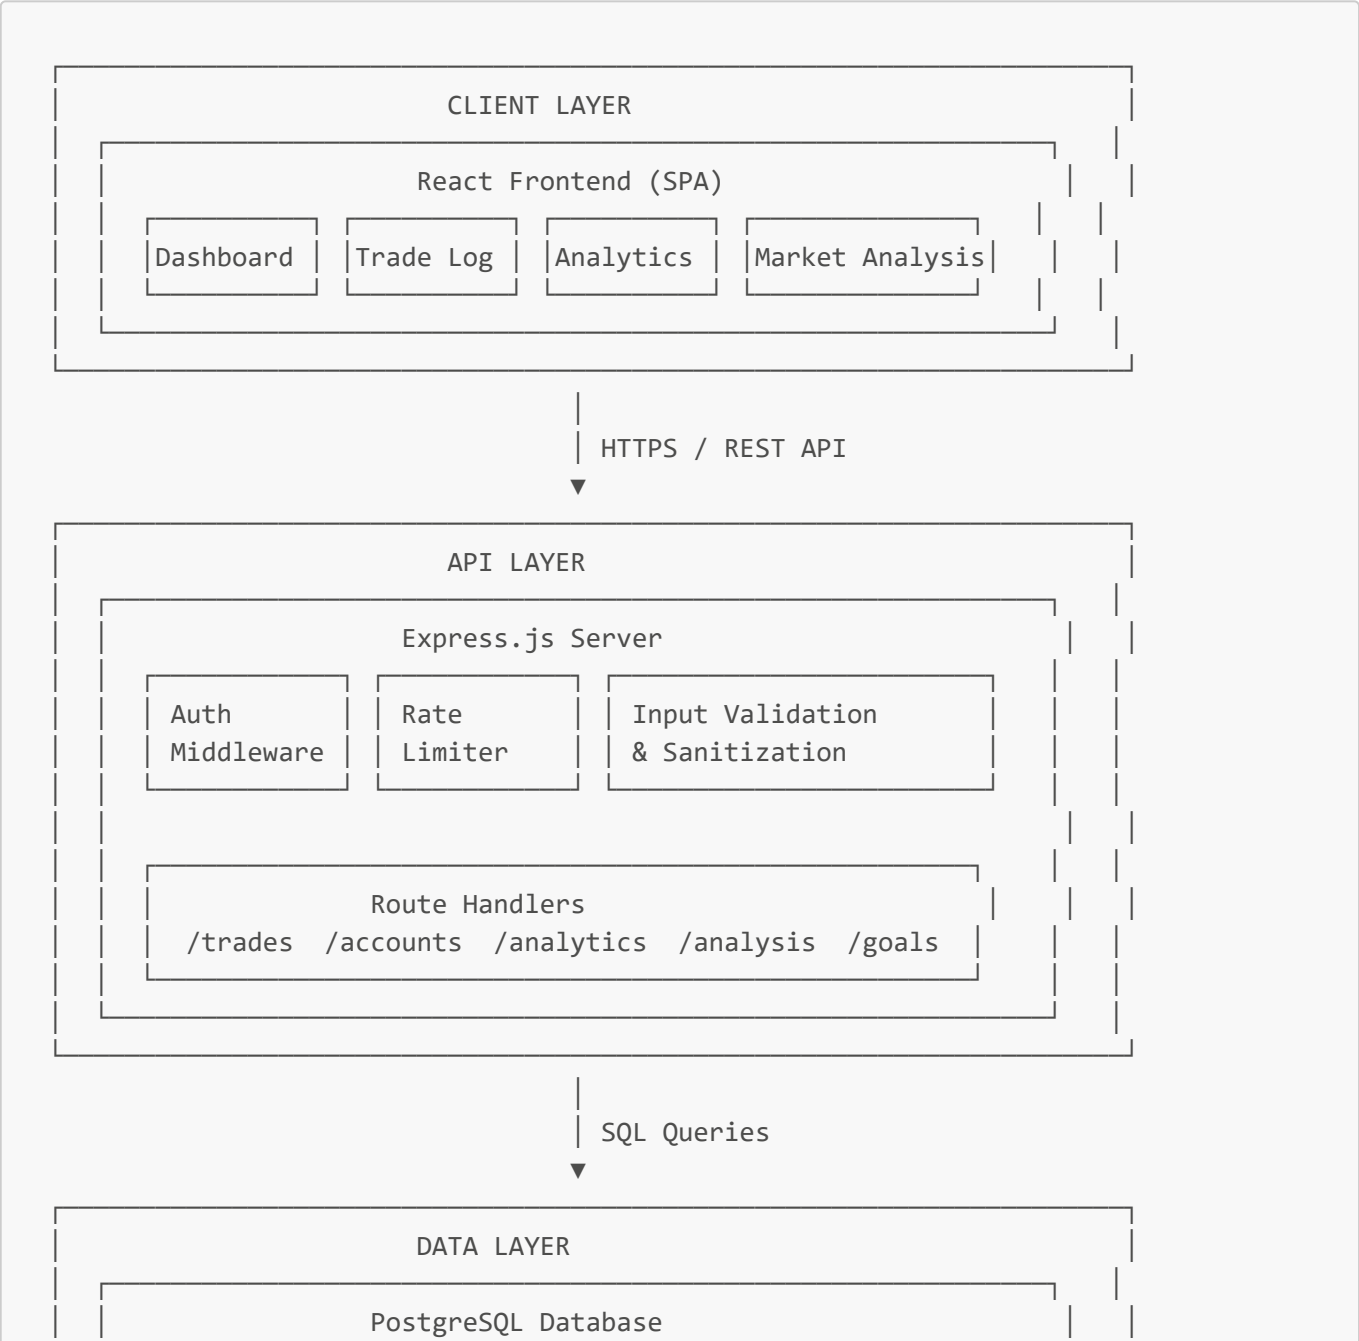 CLIENT LAYER
React Frontend (SPA)
Dashboard Trade Log Analytics Market Analysis
HTTPS / REST API
▼
API LAYER
Express.js Server
Auth Rate Input Validation
Middleware Limiter & Sanitization
Route Handlers
/trades /accounts /analytics /analysis /goals
SQL Queries
▼
DATA LAYER
PostgreSQL Database